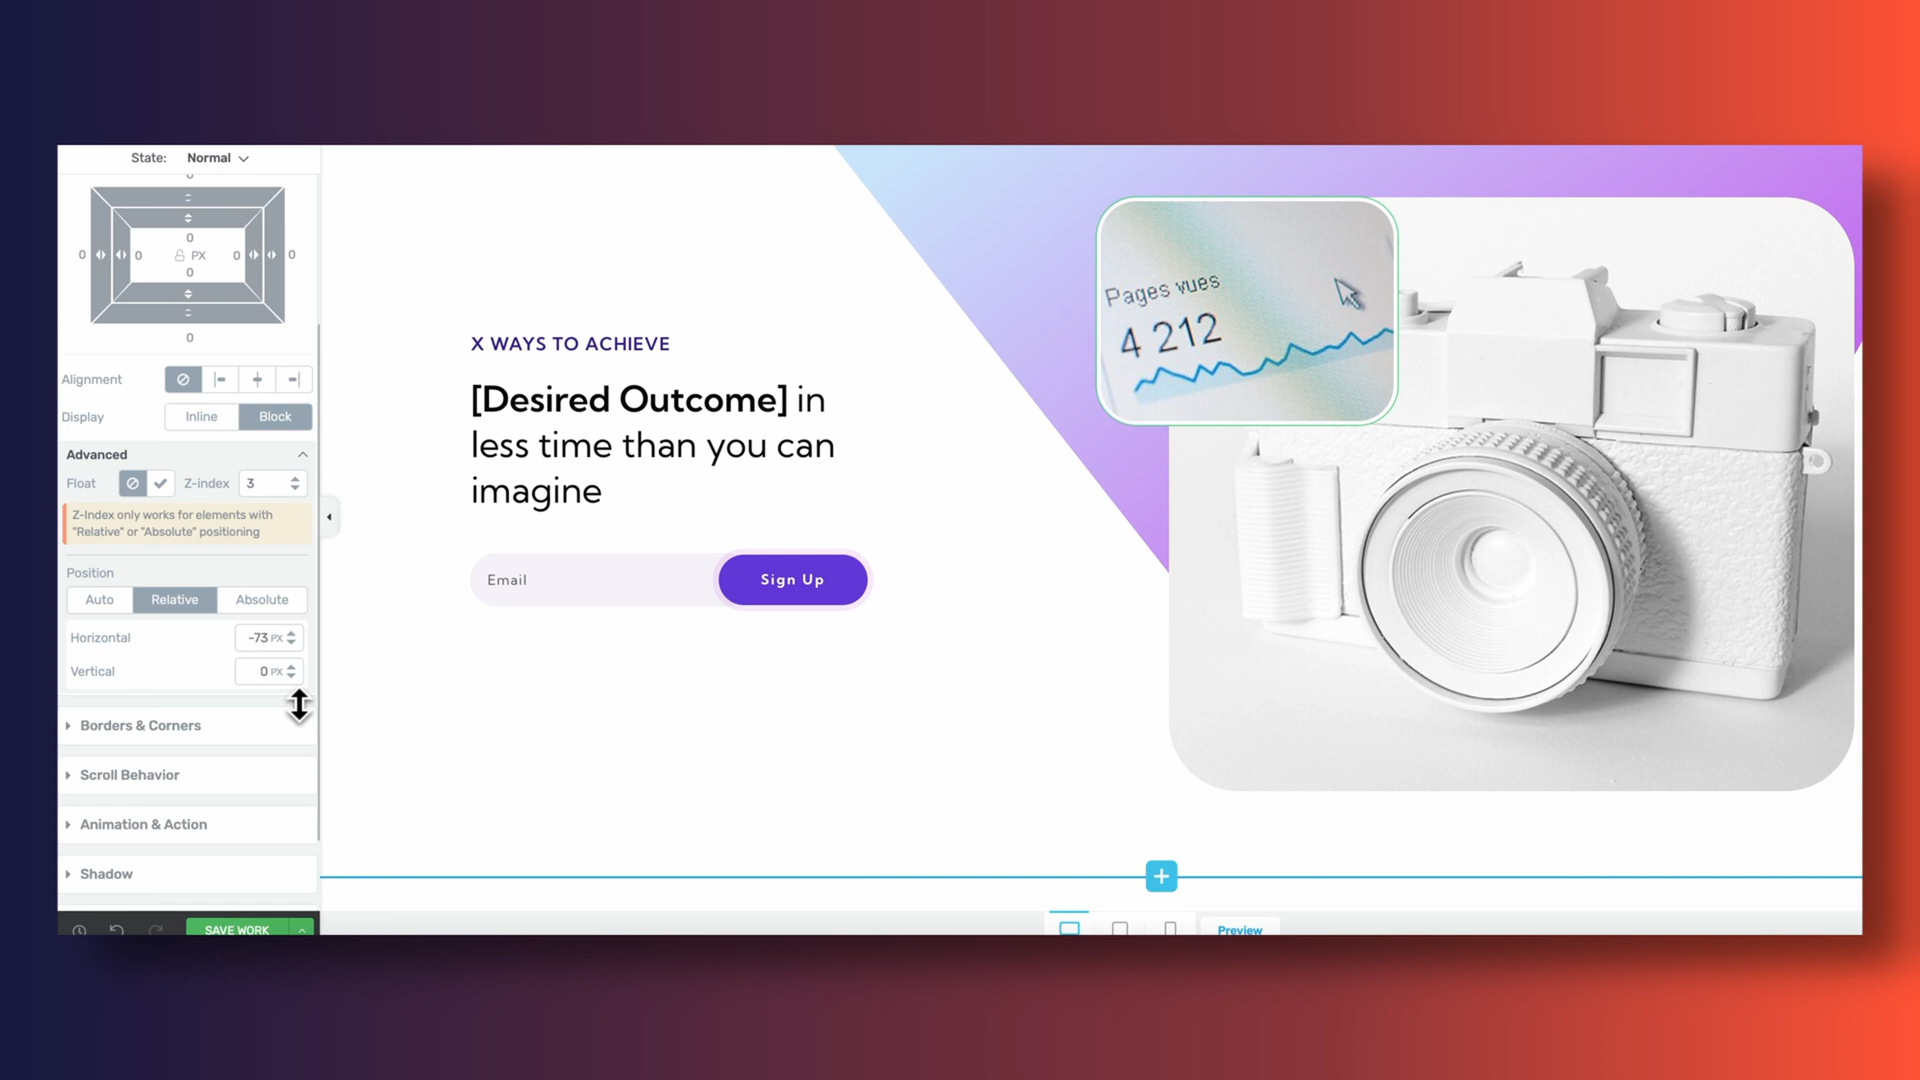 State: Normal
0
0
0 0 PX 0 0
0
0
Alignment
Display Inline Block
Advanced
Float Z-index 3
Z-Index only works for elements with
"Relative" or "Absolute" positioning
Position
Auto Relative Absolute
Horizontal -73 PX
Vertical 0 PX
Borders & Corners
Scroll Behavior
Animation & Action
Shadow
SAVE WORK
X WAYS TO ACHIEVE
[Desired Outcome] in
less time than you can
imagine
Email Sign Up
Pages vues
4 212
Preview